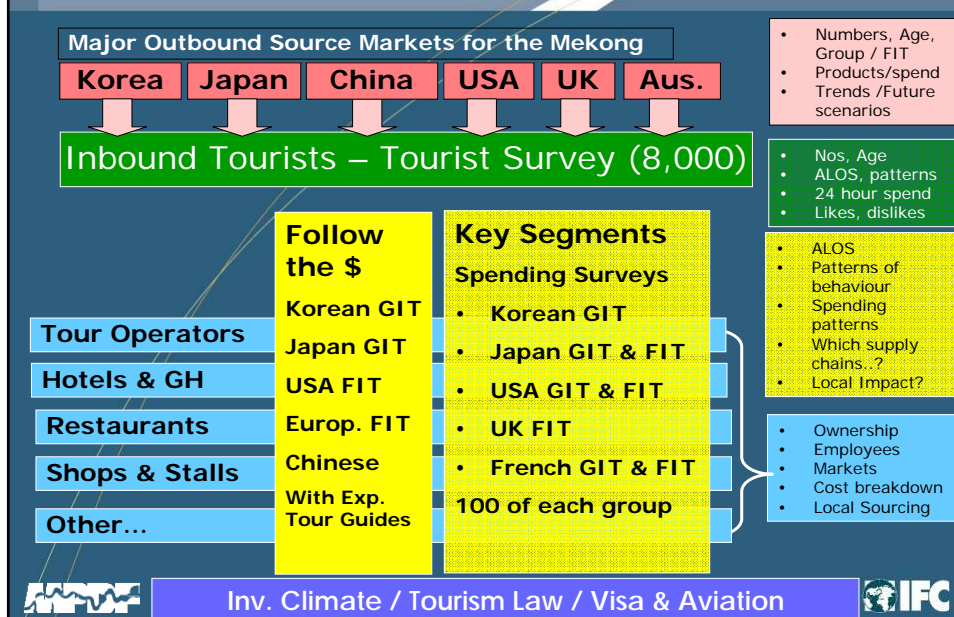 Major Outbound Source Markets for the Mekong
Korea
Japan
China
USA
UK
Aus.
Inbound Tourists – Tourist Survey (8,000)
• Numbers, Age,
Group / FIT
• Products/spend
• Trends /Future
scenarios
• Nos, Age
• ALOS, patterns
• 24 hour spend
• Likes, dislikes
Follow
the $
Korean GIT
Japan GIT
USA FIT
Europ. FIT
Chinese
With Exp.
Tour Guides
Key Segments
Spending Surveys
• Korean GIT
• Japan GIT & FIT
• USA GIT & FIT
• UK FIT
• French GIT & FIT
100 of each group
• ALOS
• Patterns of
behaviour
• Spending
patterns
• Which supply
chains..?
• Local Impact?
Tour Operators
Hotels & GH
Restaurants
Shops & Stalls
Other...
• Ownership
• Employees
• Markets
• Cost breakdown
• Local Sourcing
MPDF
Inv. Climate / Tourism Law / Visa & Aviation
IFC